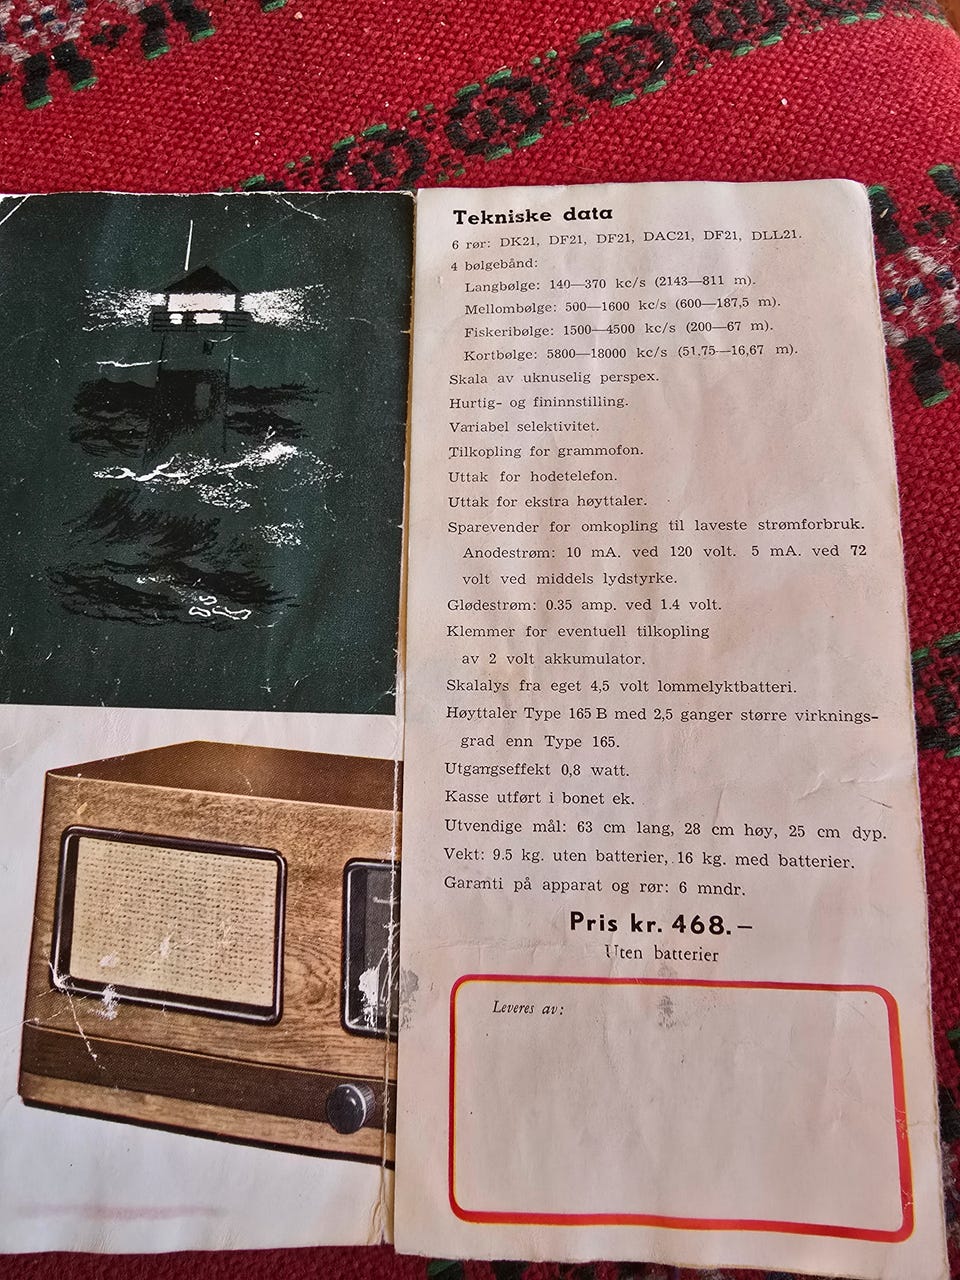 Tekniske data
6 rør: DK21, DF21, DF21, DAC21, DF21, DLL21.
4 bølgebånd:
Langbølge: 140—370 kc/s (2143—811 m).
Mellombølge: 500—1600 kc/s (600—187,5 m).
Fiskeribølge: 1500—4500 kc/s (200—67 m).
Kortbølge: 5800—18000 kc/s (51.75—16,67 m).
Skala av uknuselig perspex.
Hurtig- og fininnstilling.
Variabel selektivitet.
Tilkopling for grammofon.
Uttak for hodetelefon.
Uttak for ekstra høyttaler.
Sparevender for omkopling til laveste strømforbruk.
Anodestrøm: 10 mA. ved 120 volt. 5 mA. ved 72
volt ved middels lydstyrke.
Glødestrøm: 0.35 amp. ved 1.4 volt.
Klemmer for eventuell tilkopling
av 2 volt akkumulator.
Skalalys fra eget 4,5 volt lommelyktbatteri.
Høyttaler Type 165 B med 2,5 ganger større virknings-
grad enn Type 165.
Utgangseffekt 0,8 watt.
Kasse utført i bonet ek.
Utvendige mål: 63 cm lang, 28 cm høy, 25 cm dyp.
Vekt: 9.5 kg. uten batterier, 16 kg. med batterier.
Garanti på apparat og rør: 6 mndr.
Pris kr. 468.—
Uten batterier
Leveres av: